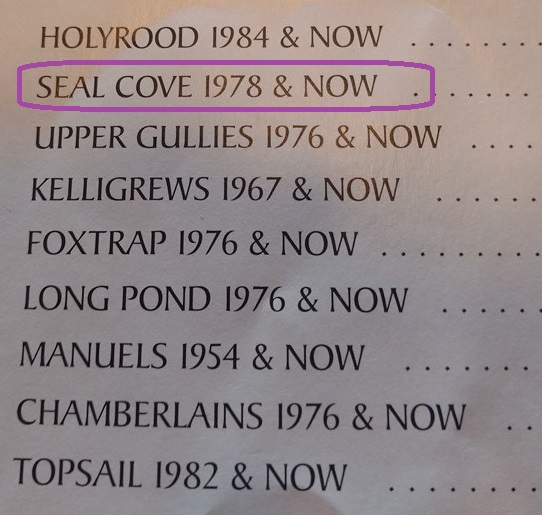 HOLYROOD 1984 & NOW . . . . . . . .
SEAL COVE 1978 & NOW . . . . . . . .
UPPER GULLIES 1976 & NOW . . . .
KELLIGREWS 1967 & NOW . . . . . .
FOXTRAP 1976 & NOW . . . . . . . . .
LONG POND 1976 & NOW . . . . . .
MANUELS 1954 & NOW . . . . . . .
CHAMBERLAINS 1976 & NOW . .
TOPSAIL 1982 & NOW . . . . . . . .